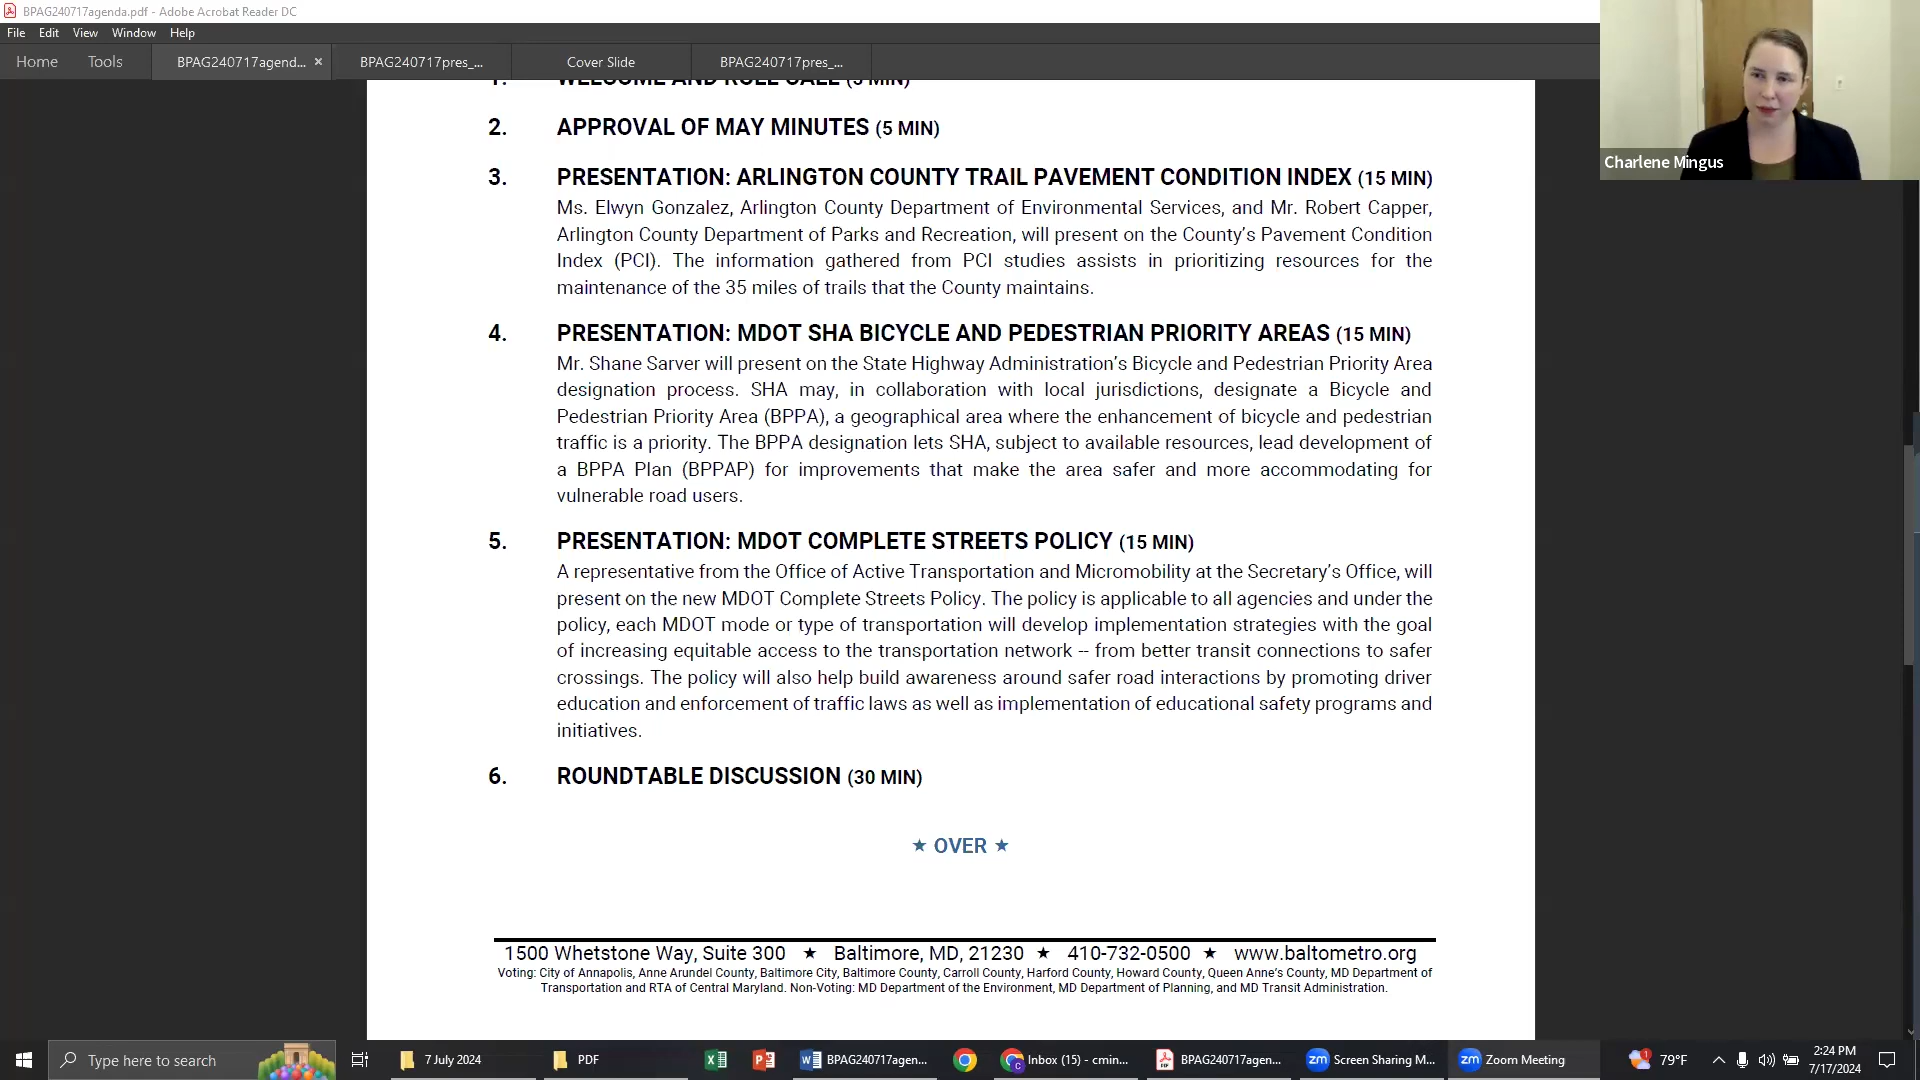 BPAG240717agenda.pdf - Adobe Acrobat Reader DC
File Edit View Window Help
Home Tools BPAG240717agend... × BPAG240717pres_... Cover Slide BPAG240717pres_...
Charlene Mingus
1. WELCOME AND ROLL CALL (5 MIN)
2. APPROVAL OF MAY MINUTES (5 MIN)
3. PRESENTATION: ARLINGTON COUNTY TRAIL PAVEMENT CONDITION INDEX (15 MIN)
Ms. Elwyn Gonzalez, Arlington County Department of Environmental Services, and Mr. Robert Capper,
Arlington County Department of Parks and Recreation, will present on the County's Pavement Condition
Index (PCI). The information gathered from PCI studies assists in prioritizing resources for the
maintenance of the 35 miles of trails that the County maintains.
4. PRESENTATION: MDOT SHA BICYCLE AND PEDESTRIAN PRIORITY AREAS (15 MIN)
Mr. Shane Sarver will present on the State Highway Administration's Bicycle and Pedestrian Priority Area
designation process. SHA may, in collaboration with local jurisdictions, designate a Bicycle and
Pedestrian Priority Area (BPPA), a geographical area where the enhancement of bicycle and pedestrian
traffic is a priority. The BPPA designation lets SHA, subject to available resources, lead development of
a BPPA Plan (BPPAP) for improvements that make the area safer and more accommodating for
vulnerable road users.
5. PRESENTATION: MDOT COMPLETE STREETS POLICY (15 MIN)
A representative from the Office of Active Transportation and Micromobility at the Secretary's Office, will
present on the new MDOT Complete Streets Policy. The policy is applicable to all agencies and under the
policy, each MDOT mode or type of transportation will develop implementation strategies with the goal
of increasing equitable access to the transportation network -- from better transit connections to safer
crossings. The policy will also help build awareness around safer road interactions by promoting driver
education and enforcement of traffic laws as well as implementation of educational safety programs and
initiatives.
6. ROUNDTABLE DISCUSSION (30 MIN)
★ OVER ★
1500 Whetstone Way, Suite 300 ★ Baltimore, MD, 21230 ★ 410-732-0500 ★ www.baltometro.org
Voting: City of Annapolis, Anne Arundel County, Baltimore City, Baltimore County, Carroll County, Harford County, Howard County, Queen Anne's County, MD Department of
Transportation and RTA of Central Maryland. Non-Voting: MD Department of the Environment, MD Department of Planning, and MD Transit Administration.
Type here to search 7 July 2024 PDF BPAG240717agen... Inbox (15) - cmin... BPAG240717agen... Screen Sharing M... Zoom Meeting 79°F 2:24 PM
7/17/2024